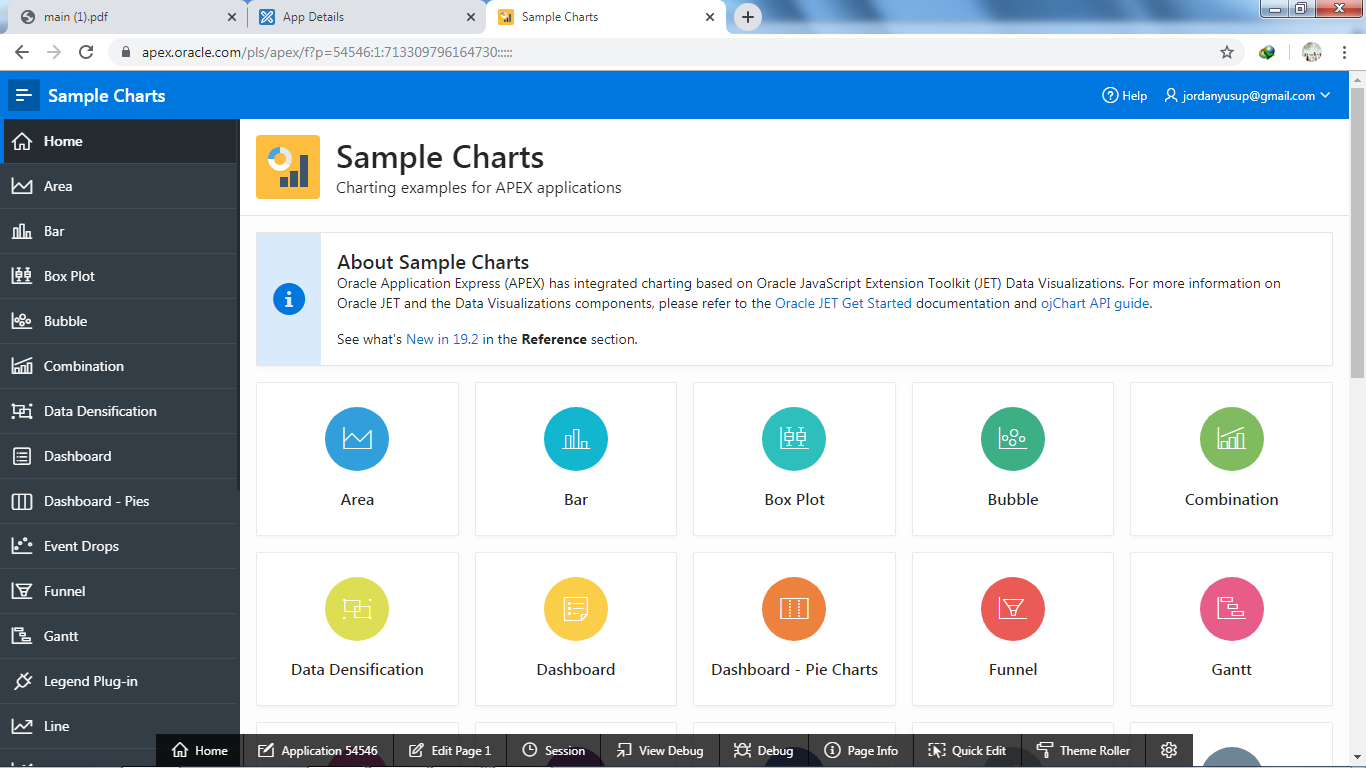 main (1).pdf
App Details
Sample Charts
apex.oracle.com/pls/apex/f?p=54546:1:713309796164730:::::
Sample Charts
Help
jordanyusup@gmail.com
Home
Area
Bar
Box Plot
Bubble
Combination
Data Densification
Dashboard
Dashboard - Pies
Event Drops
Funnel
Gantt
Legend Plug-in
Line
Sample Charts
Charting examples for APEX applications
About Sample Charts
Oracle Application Express (APEX) has integrated charting based on Oracle JavaScript Extension Toolkit (JET) Data Visualizations. For more information on
Oracle JET and the Data Visualizations components, please refer to the Oracle JET Get Started documentation and ojChart API guide.
See what's New in 19.2 in the Reference section.
Area
Bar
Box Plot
Bubble
Combination
Data Densification
Dashboard
Dashboard - Pie Charts
Funnel
Gantt
Home
Application 54546
Edit Page 1
Session
View Debug
Debug
Page Info
Quick Edit
Theme Roller